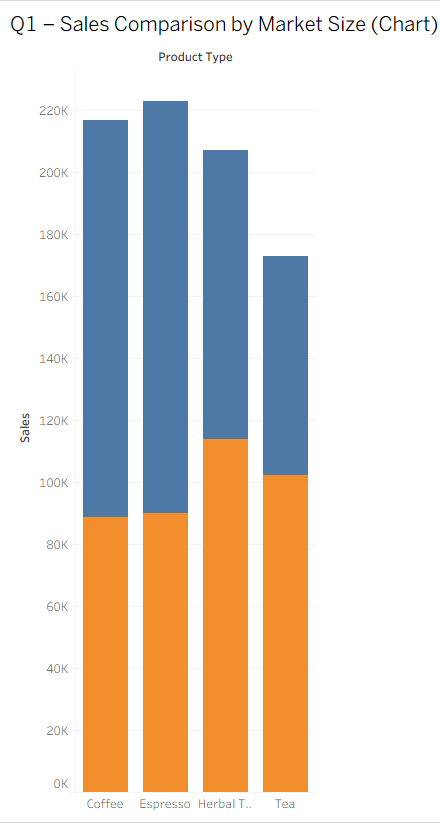 Q1 – Sales Comparison by Market Size (Chart)
Product Type
220K
200K
180K
160K
140K
120K
100K
80K
60K
40K
20K
0K
Sales
Coffee Espresso Herbal T.. Tea